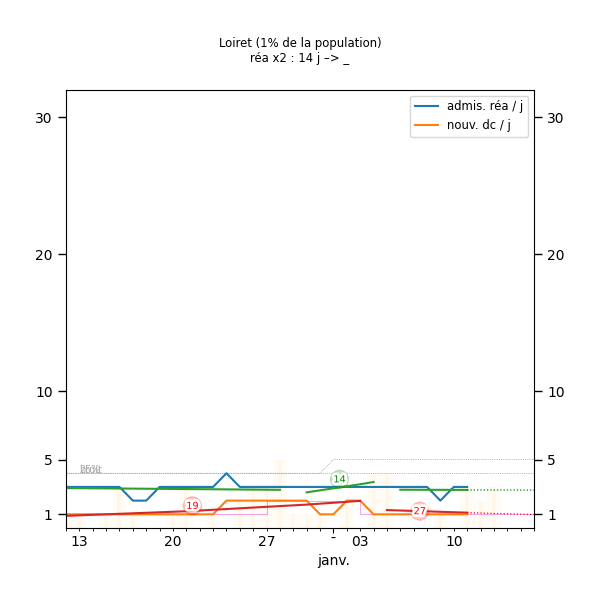 Loiret (1% de la population)
réa x2 : 14 j –> _
admis. réa / j
nouv. dc / j
30 30
20 20
10 10
5 5
1 1
14
19
-27
13 20 27 03 10
janv.